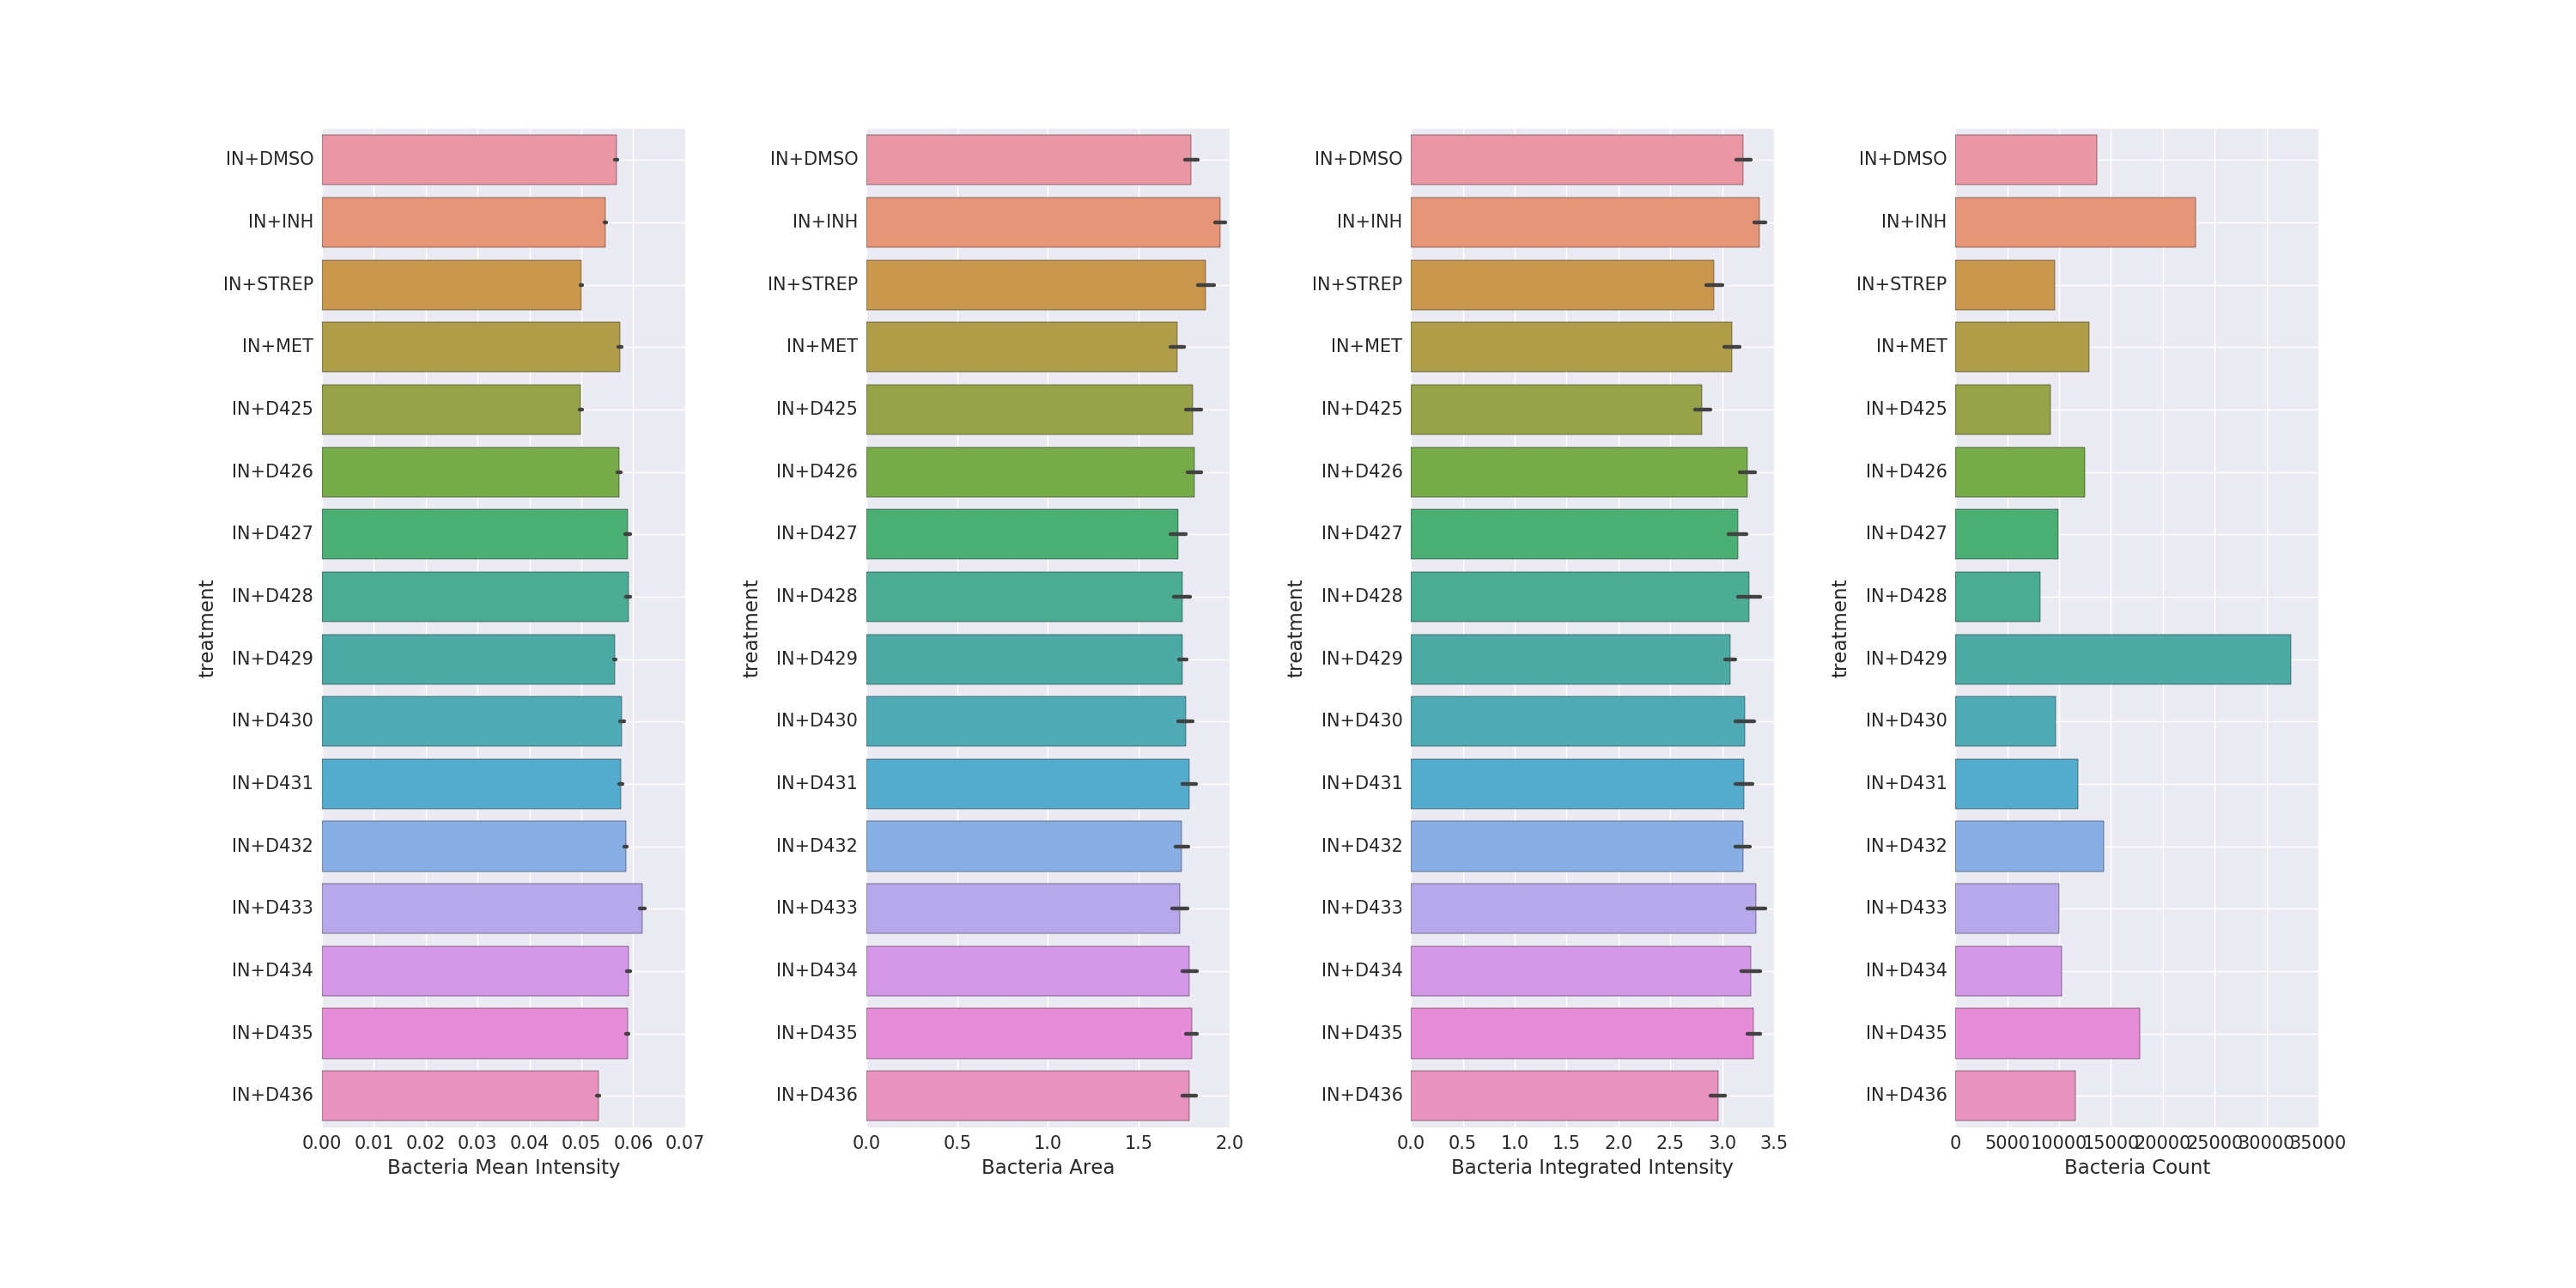 IN+DMSO
IN+INH
IN+STREP
IN+MET
IN+D425
IN+D426
IN+D427
IN+D428
IN+D429
IN+D430
IN+D431
IN+D432
IN+D433
IN+D434
IN+D435
IN+D436
treatment
0.00 0.01 0.02 0.03 0.04 0.05 0.06 0.07
Bacteria Mean Intensity
IN+DMSO
IN+INH
IN+STREP
IN+MET
IN+D425
IN+D426
IN+D427
IN+D428
IN+D429
IN+D430
IN+D431
IN+D432
IN+D433
IN+D434
IN+D435
IN+D436
treatment
0.0 0.5 1.0 1.5 2.0
Bacteria Area
IN+DMSO
IN+INH
IN+STREP
IN+MET
IN+D425
IN+D426
IN+D427
IN+D428
IN+D429
IN+D430
IN+D431
IN+D432
IN+D433
IN+D434
IN+D435
IN+D436
treatment
0.0 0.5 1.0 1.5 2.0 2.5 3.0 3.5
Bacteria Integrated Intensity
IN+DMSO
IN+INH
IN+STREP
IN+MET
IN+D425
IN+D426
IN+D427
IN+D428
IN+D429
IN+D430
IN+D431
IN+D432
IN+D433
IN+D434
IN+D435
IN+D436
treatment
0 5000 10000 15000 20000 25000 30000 35000
Bacteria Count